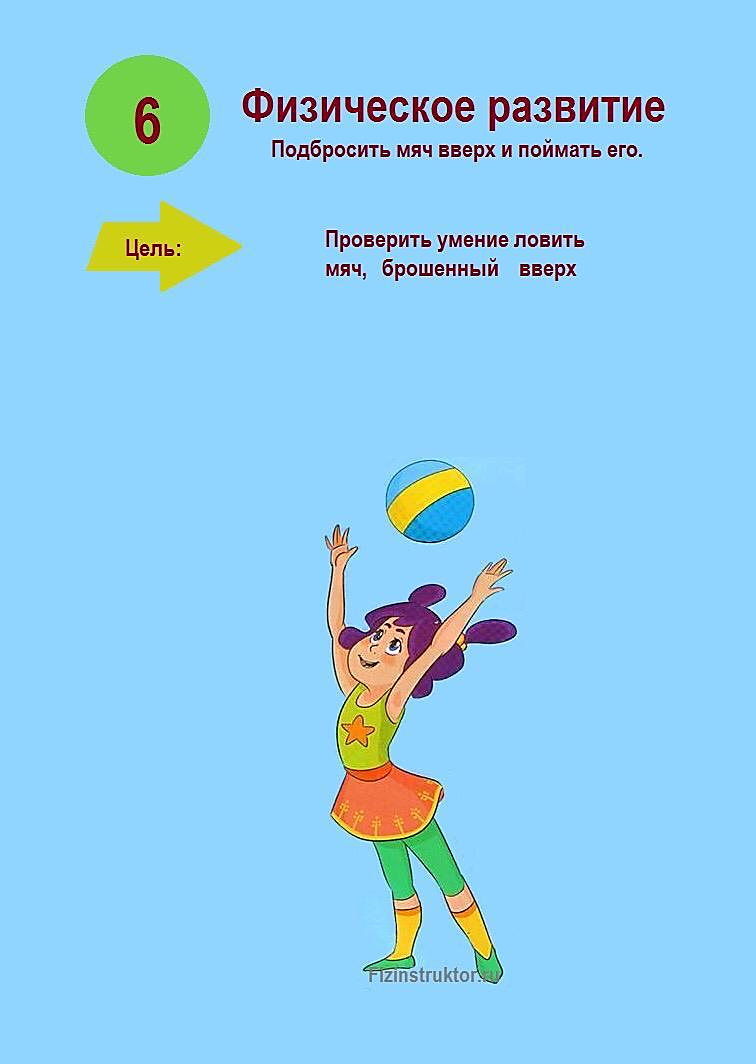 6
Физическое развитие
Подбросить мяч вверх и поймать его.
Цель:
Проверить умение ловить
мяч, брошенный вверх
Fizinstruktor.ru